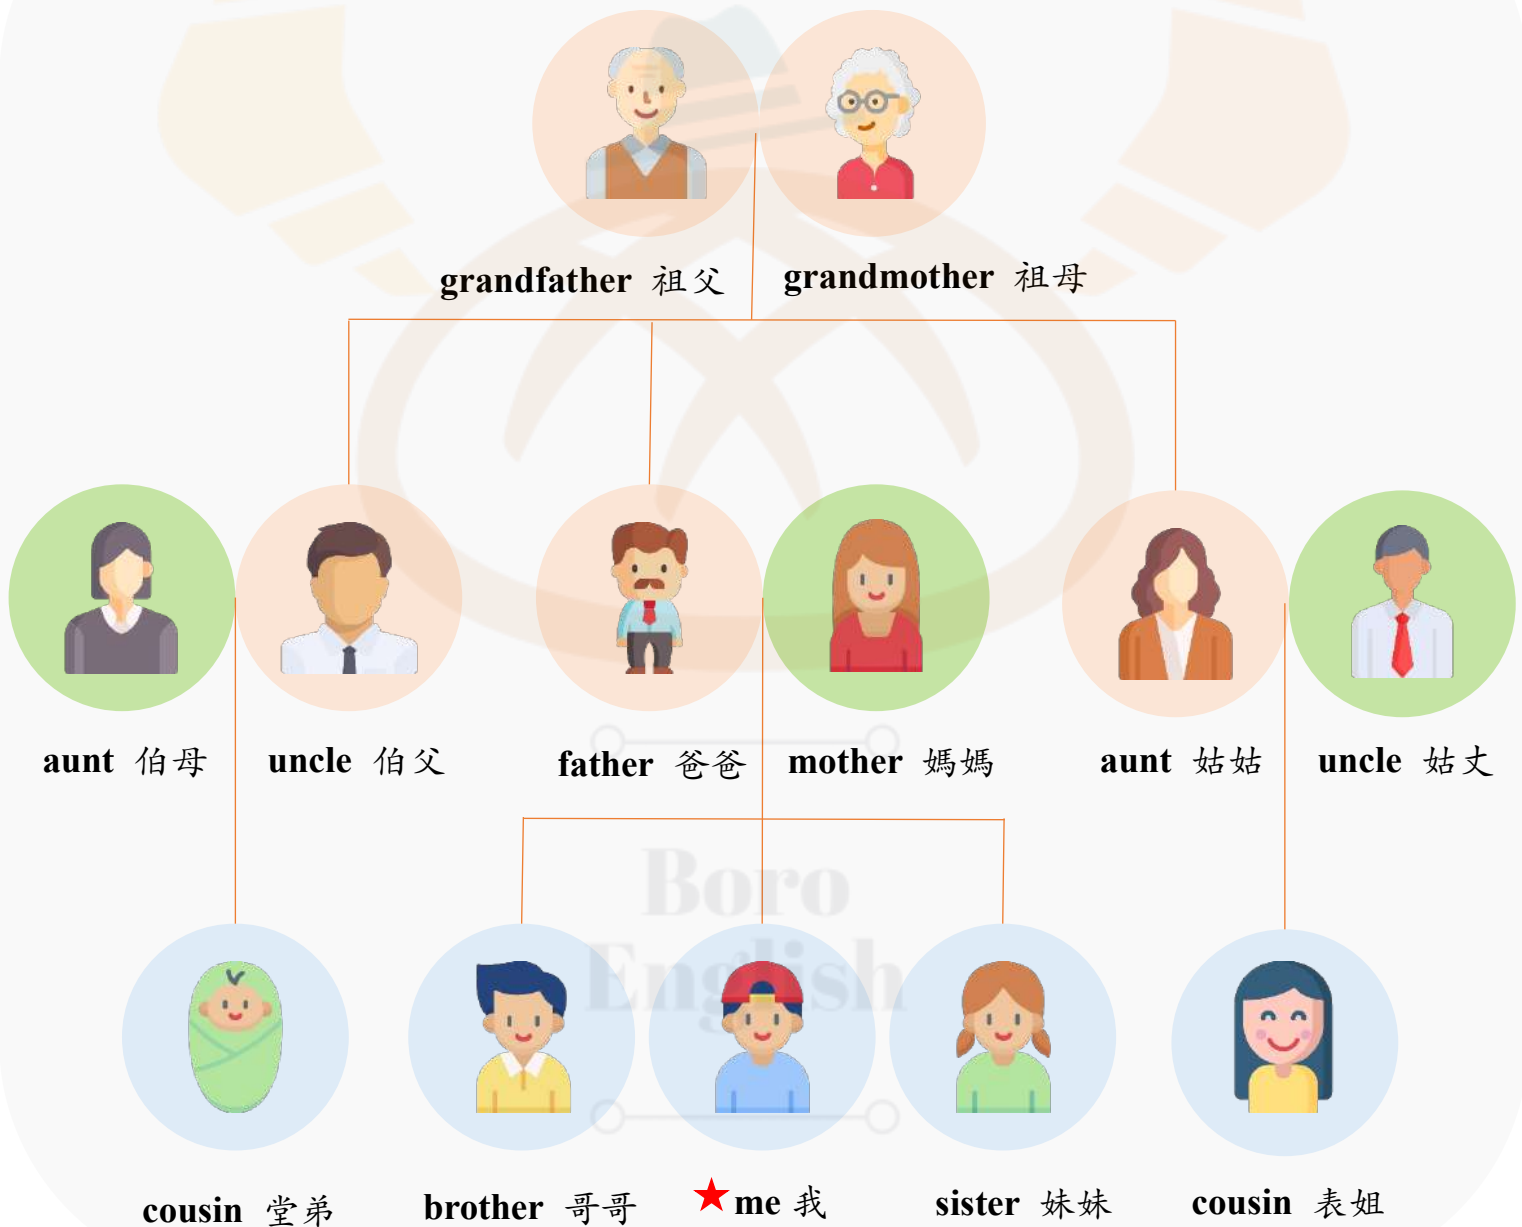 grandfather 祖父 grandmother 祖母
aunt 伯母 uncle 伯父 father 爸爸 mother 媽媽 aunt 姑姑 uncle 姑丈
Boro
English
cousin 堂弟 brother 哥哥 ★me 我 sister 妹妹 cousin 表姐